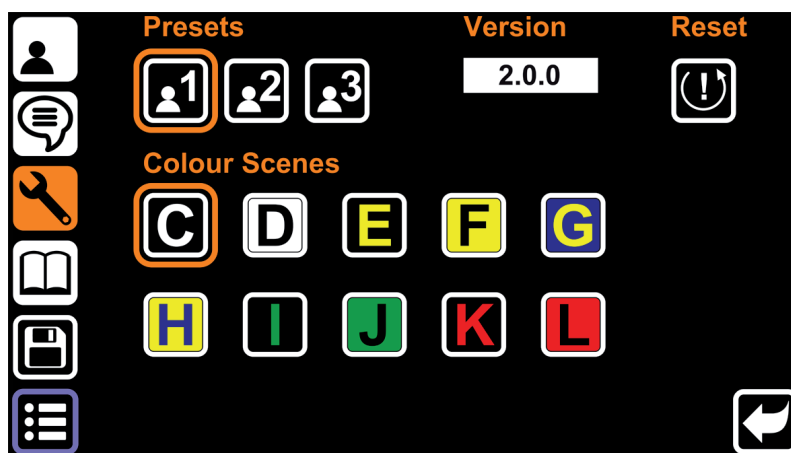 Presets Version Reset
1 2 3 2.0.0 !
Colour Scenes
C D E F G
H I J K L